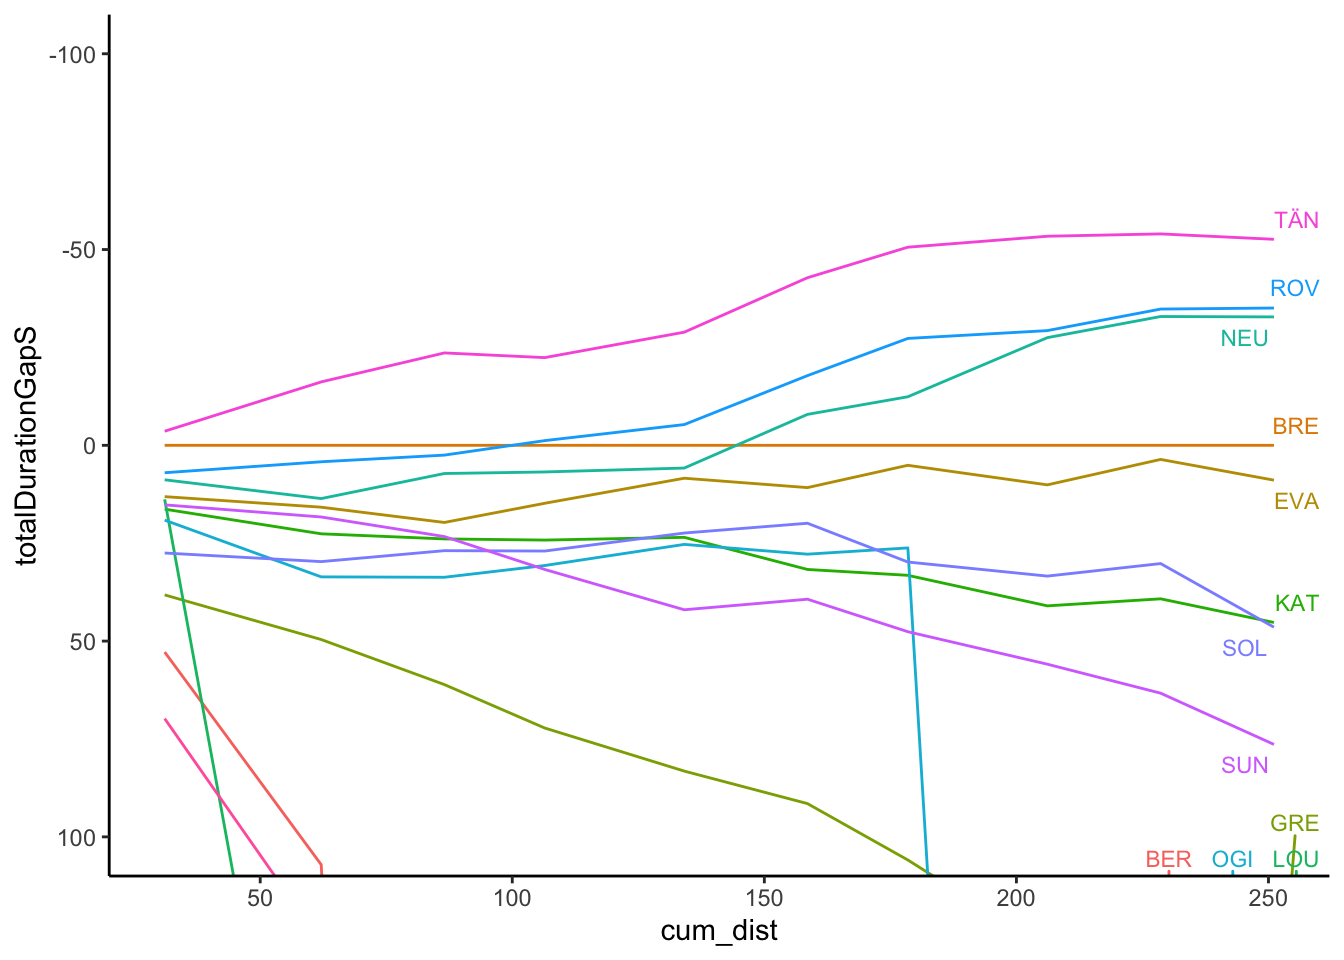 -100
-50
0
50
100
totalDurationGapS
TÄN
ROV
NEU
BRE
EVA
KAT
SOL
SUN
GRE
BER OGI LOU
50 100 150 200 250
cum_dist